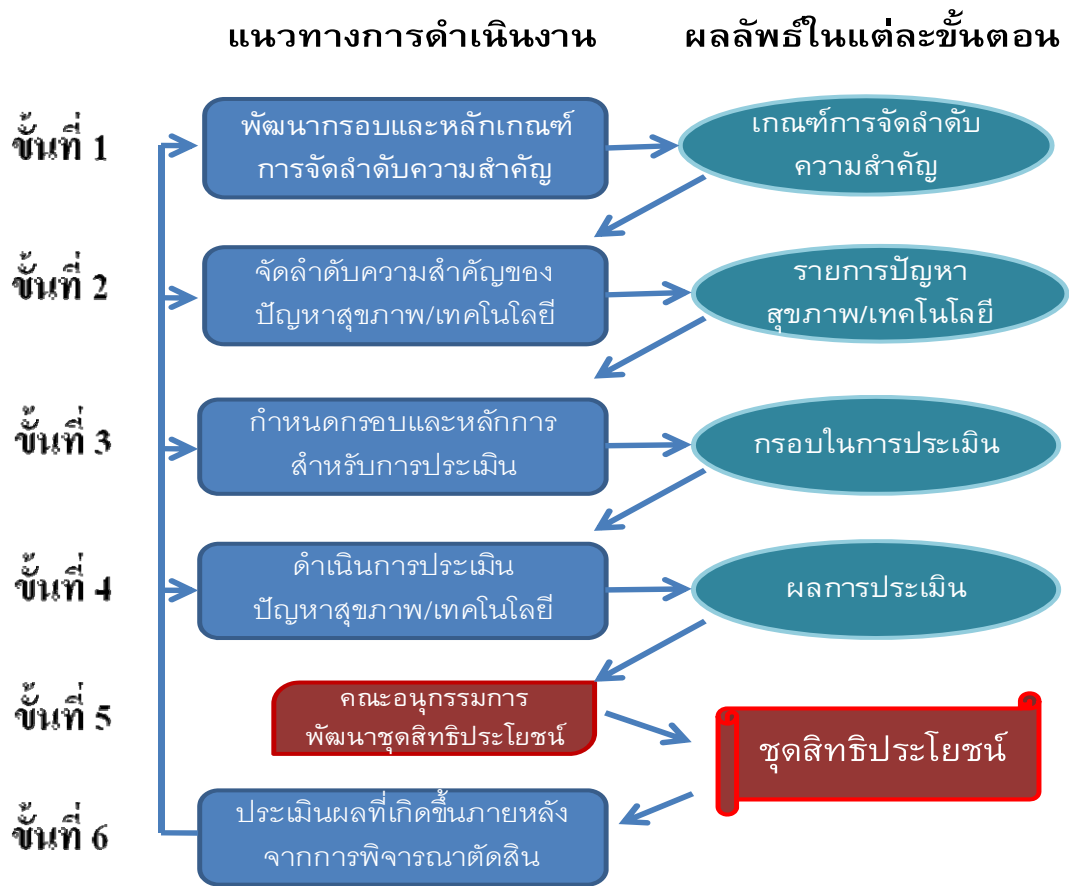 แนวทางการดำเนินงาน
ผลลัพธ์ในแต่ละขั้นตอน
ขั้นที่ 1
พัฒนากรอบและหลักเกณฑ์
การจัดลำดับความสำคัญ
เกณฑ์การจัดลำดับ
ความสำคัญ
ขั้นที่ 2
จัดลำดับความสำคัญของ
ปัญหาสุขภาพ/เทคโนโลยี
รายการปัญหา
สุขภาพ/เทคโนโลยี
ขั้นที่ 3
กำหนดกรอบและหลักการ
สำหรับการประเมิน
กรอบในการประเมิน
ขั้นที่ 4
ดำเนินการประเมิน
ปัญหาสุขภาพ/เทคโนโลยี
ผลการประเมิน
ขั้นที่ 5
คณะอนุกรรมการ
พัฒนาชุดสิทธิประโยชน์
ชุดสิทธิประโยชน์
ขั้นที่ 6
ประเมินผลที่เกิดขึ้นภายหลัง
จากการพิจารณาตัดสิน